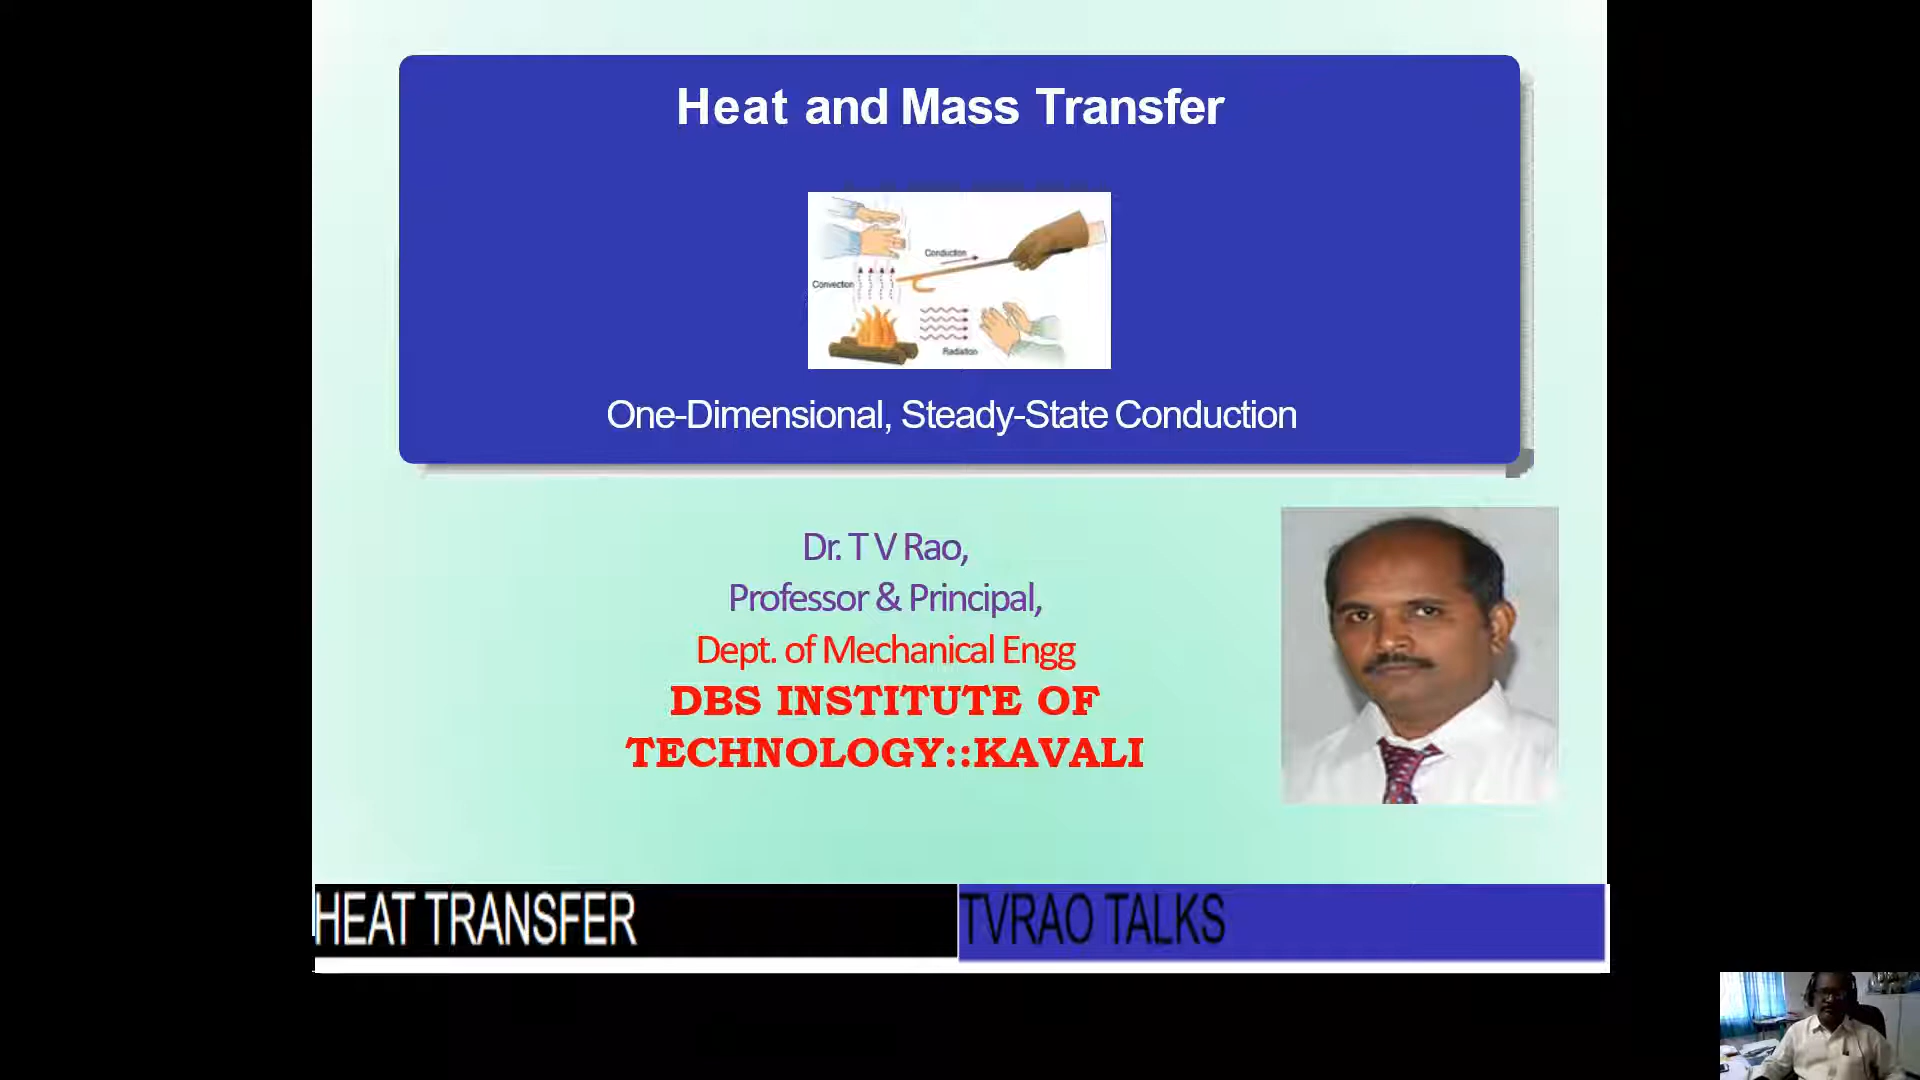 Heat and Mass Transfer
Conduction
Convection
Radiation
One-Dimensional, Steady-State Conduction
Dr. T V Rao,
Professor & Principal,
Dept. of Mechanical Engg
DBS INSTITUTE OF
TECHNOLOGY::KAVALI
HEAT TRANSFER
TVRAO TALKS